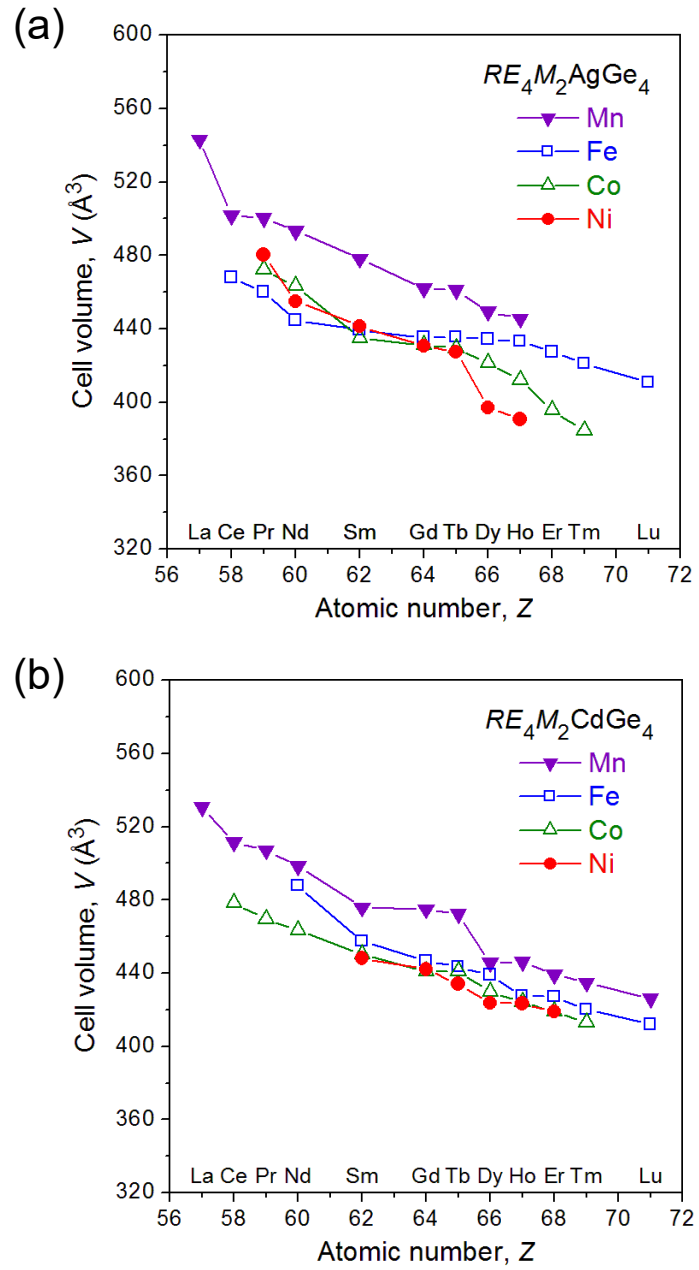 (a)
600
RE₄M₂AgGe₄
Mn
Fe
Co
Ni
560
520
480
440
400
360
320
Cell volume, V (Å³)
La Ce Pr Nd Sm Gd Tb Dy Ho Er Tm Lu
56 58 60 62 64 66 68 70 72
Atomic number, Z
(b)
600
RE₄M₂CdGe₄
Mn
Fe
Co
Ni
560
520
480
440
400
360
320
Cell volume, V (Å³)
La Ce Pr Nd Sm Gd Tb Dy Ho Er Tm Lu
56 58 60 62 64 66 68 70 72
Atomic number, Z